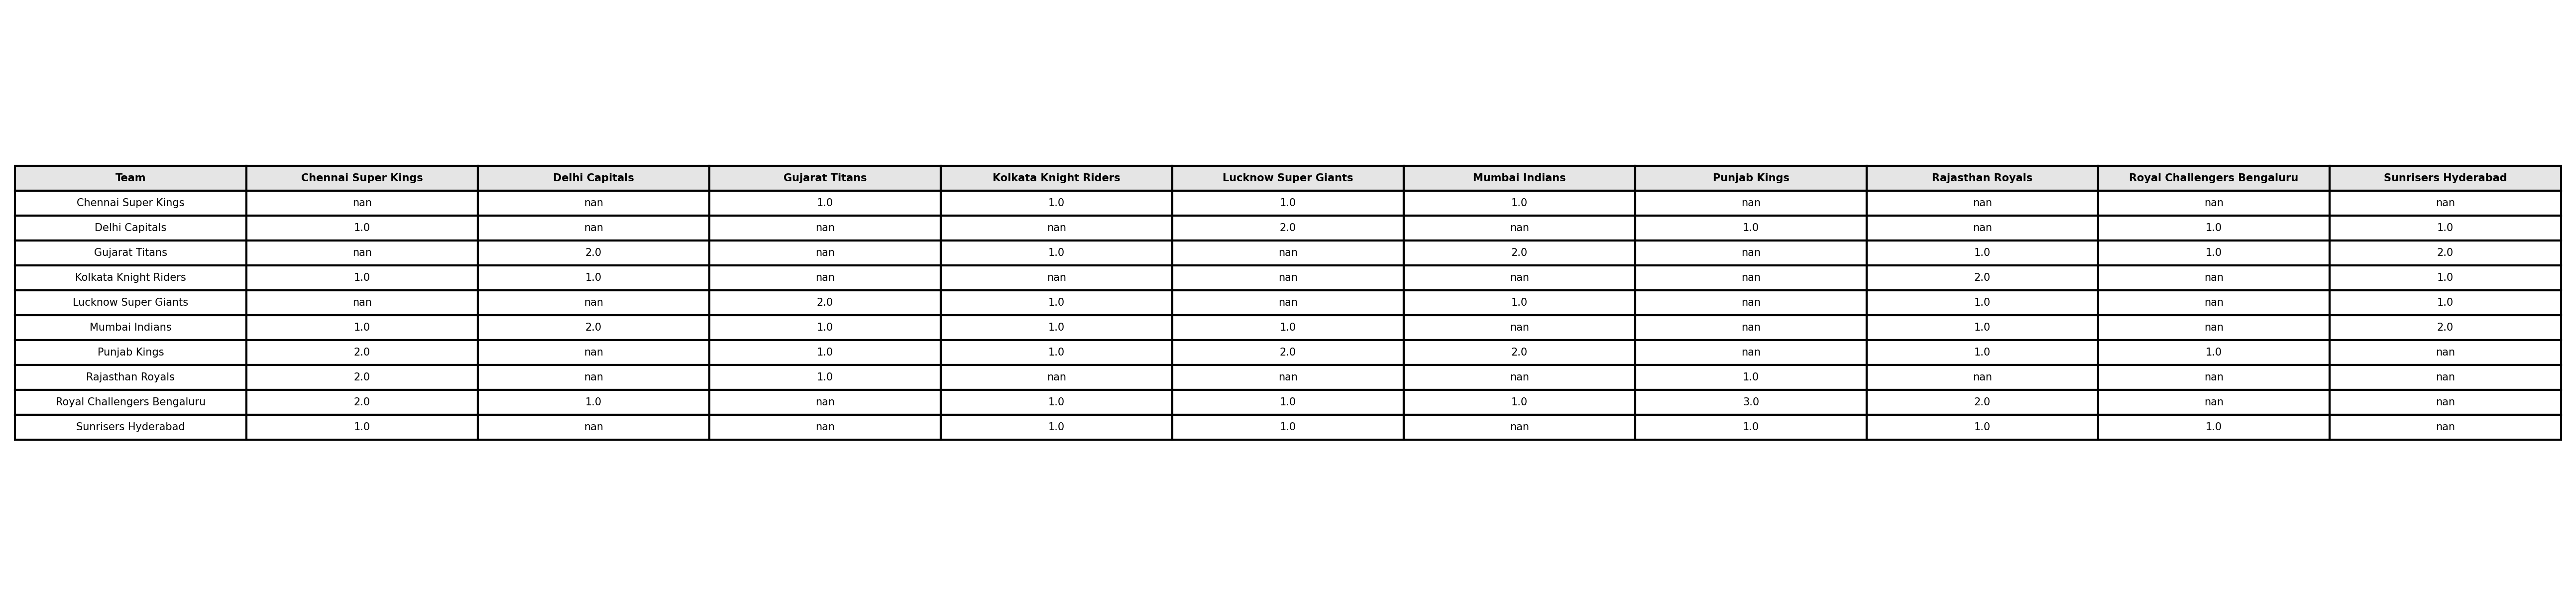 Team Chennai Super Kings Delhi Capitals Gujarat Titans Kolkata Knight Riders Lucknow Super Giants Mumbai Indians Punjab Kings Rajasthan Royals Royal Challengers Bengaluru Sunrisers Hyderabad
Chennai Super Kings nan nan 1.0 1.0 1.0 1.0 nan nan nan nan
Delhi Capitals 1.0 nan nan nan 2.0 nan 1.0 nan 1.0 1.0
Gujarat Titans nan 2.0 nan 1.0 nan 2.0 nan 1.0 1.0 2.0
Kolkata Knight Riders 1.0 1.0 nan nan nan nan nan 2.0 nan 1.0
Lucknow Super Giants nan nan 2.0 1.0 nan 1.0 nan 1.0 nan 1.0
Mumbai Indians 1.0 2.0 1.0 1.0 1.0 nan nan 1.0 nan 2.0
Punjab Kings 2.0 nan 1.0 1.0 2.0 2.0 nan 1.0 1.0 nan
Rajasthan Royals 2.0 nan 1.0 nan nan nan 1.0 nan nan nan
Royal Challengers Bengaluru 2.0 1.0 nan 1.0 1.0 1.0 3.0 2.0 nan nan
Sunrisers Hyderabad 1.0 nan nan 1.0 1.0 nan 1.0 1.0 1.0 nan